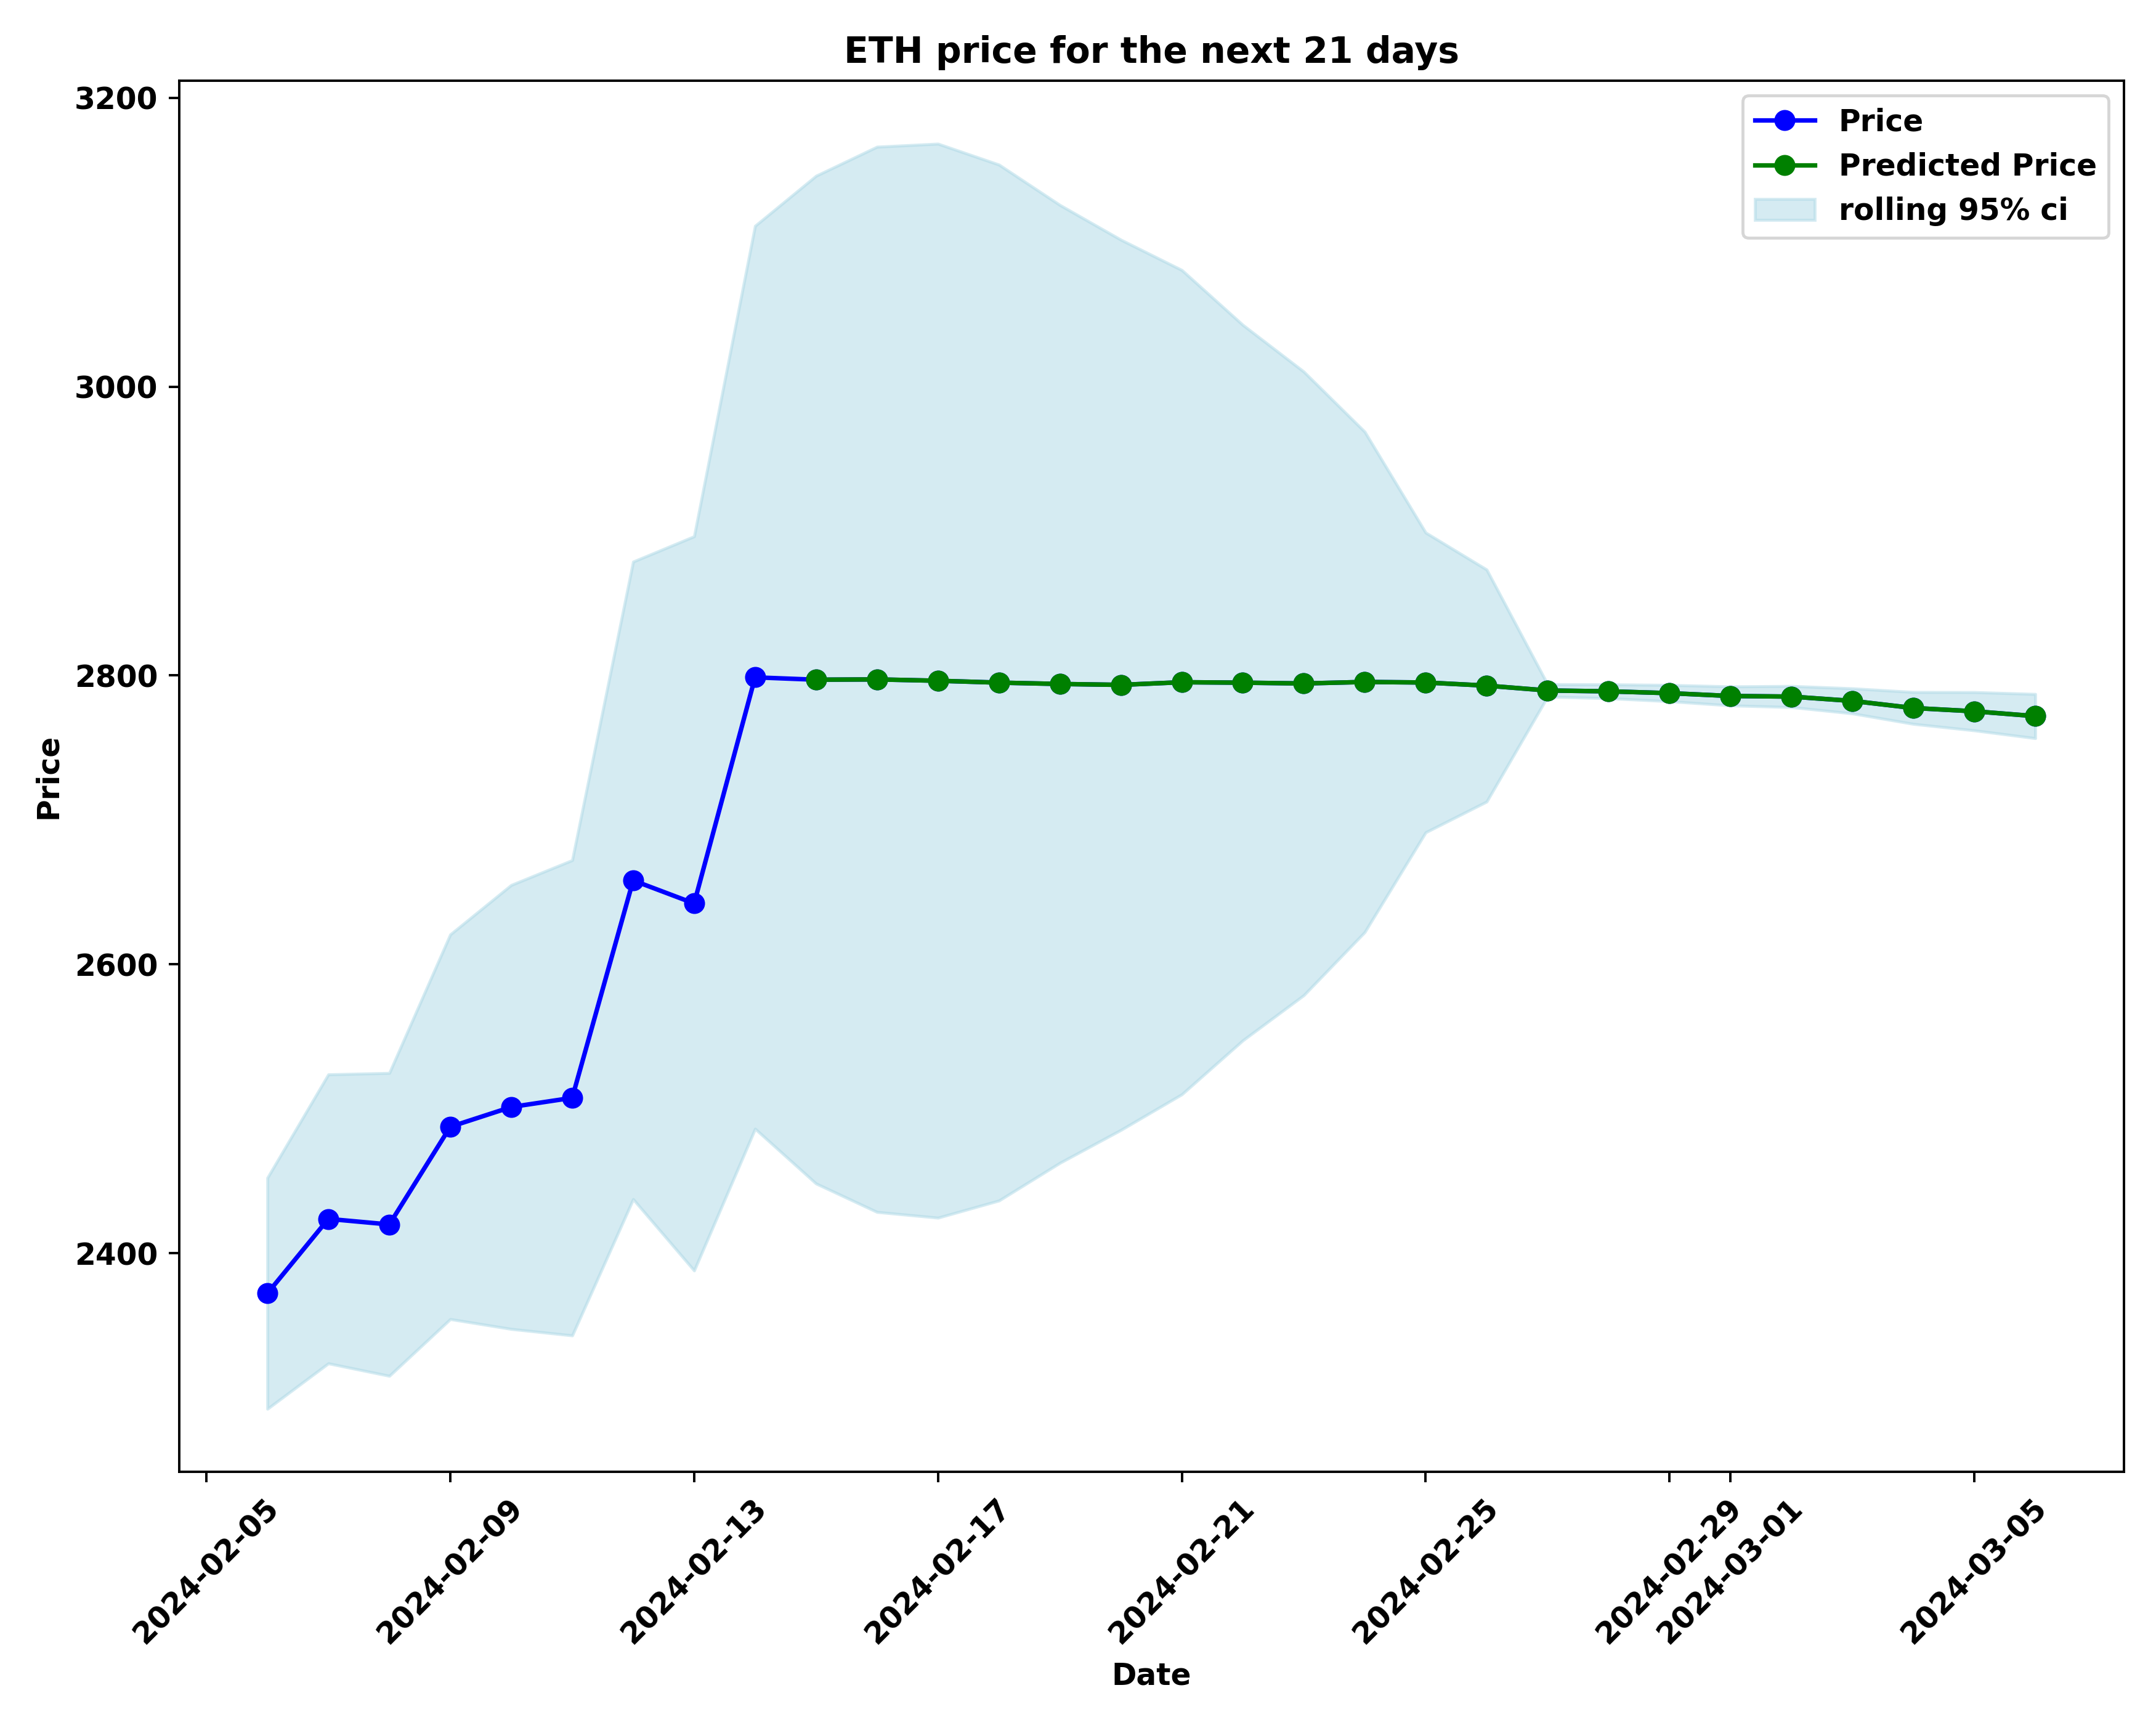 ETH price for the next 21 days
3200
3000
2800
2600
2400
Price
Price
Predicted Price
rolling 95% ci
2024-02-05
2024-02-09
2024-02-13
2024-02-17
2024-02-21
2024-02-25
2024-02-29
2024-03-01
2024-03-05
Date